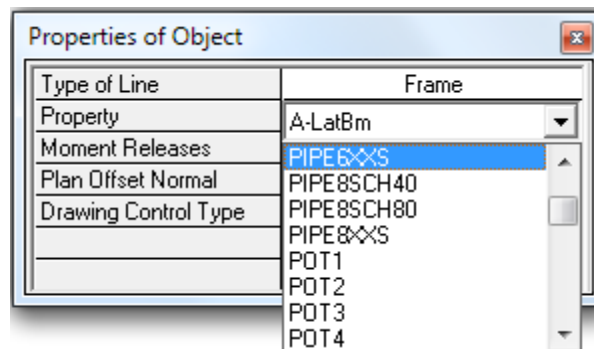 Properties of Object
Type of Line Frame
Property A-LatBm
Moment Releases PIPE6XXS
Plan Offset Normal PIPE8SCH40
Drawing Control Type PIPE8SCH80
PIPE8XXS
POT1
POT2
POT3
POT4